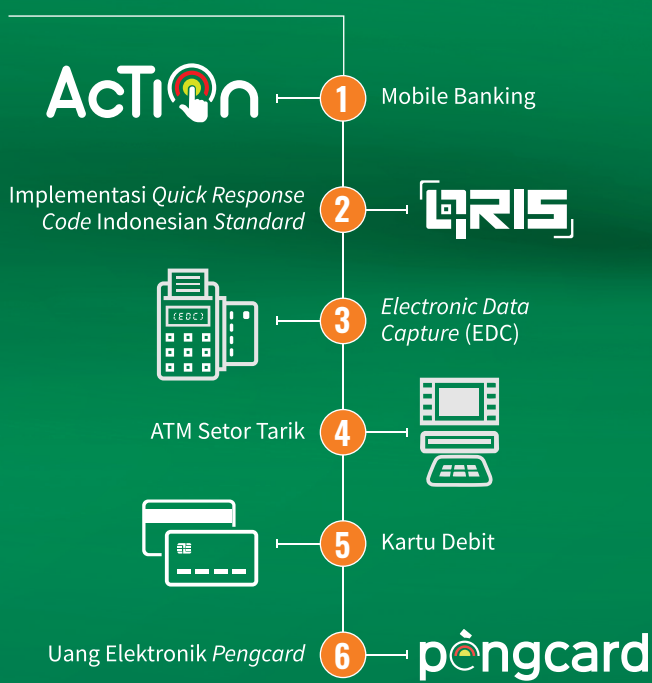 AcTion
1
Mobile Banking
Implementasi Quick Response
Code Indonesian Standard
2
QRIS
(EDC)
3
Electronic Data
Capture (EDC)
ATM Setor Tarik
4
5
Kartu Debit
Uang Elektronik Pengcard
6
pèngcard